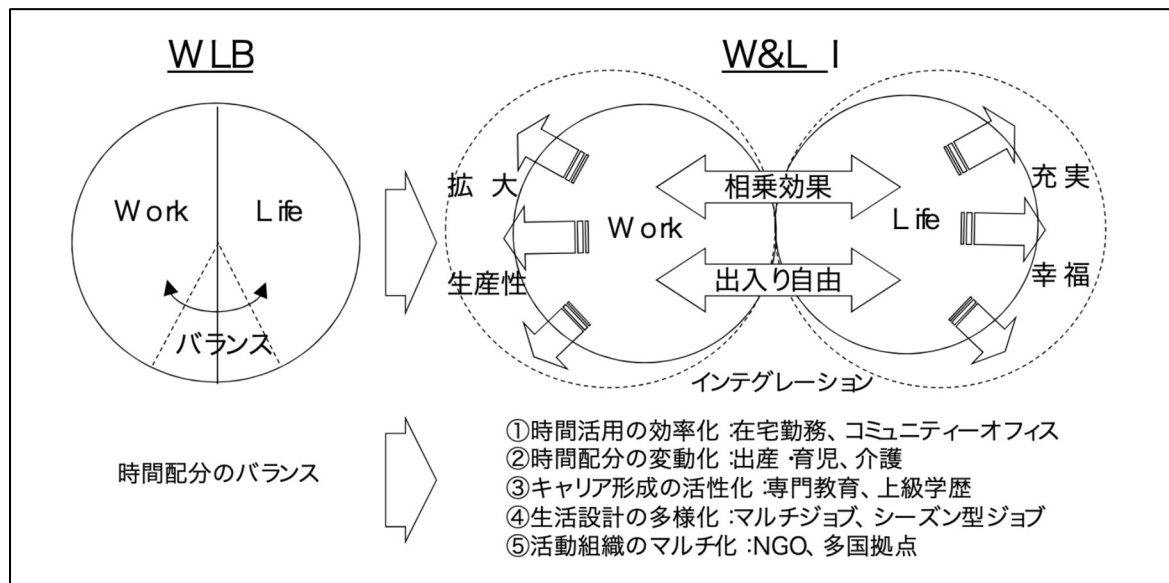 WLB
W&L I
Work
Life
バランス
拡 大
生産性
相乗効果
Work
Life
出入り自由
充 実
幸 福
インテグレーション
時間配分のバランス
①時間活用の効率化:在宅勤務、コミュニティーオフィス
②時間配分の変動化:出産・育児、介護
③キャリア形成の活性化:専門教育、上級学歴
④生活設計の多様化:マルチジョブ、シーズン型ジョブ
⑤活動組織のマルチ化:NGO、多国拠点